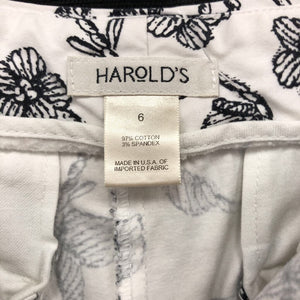 HAROLD'S
6
97% COTTON
3% SPANDEX
MADE IN U.S.A. OF
IMPORTED FABRIC